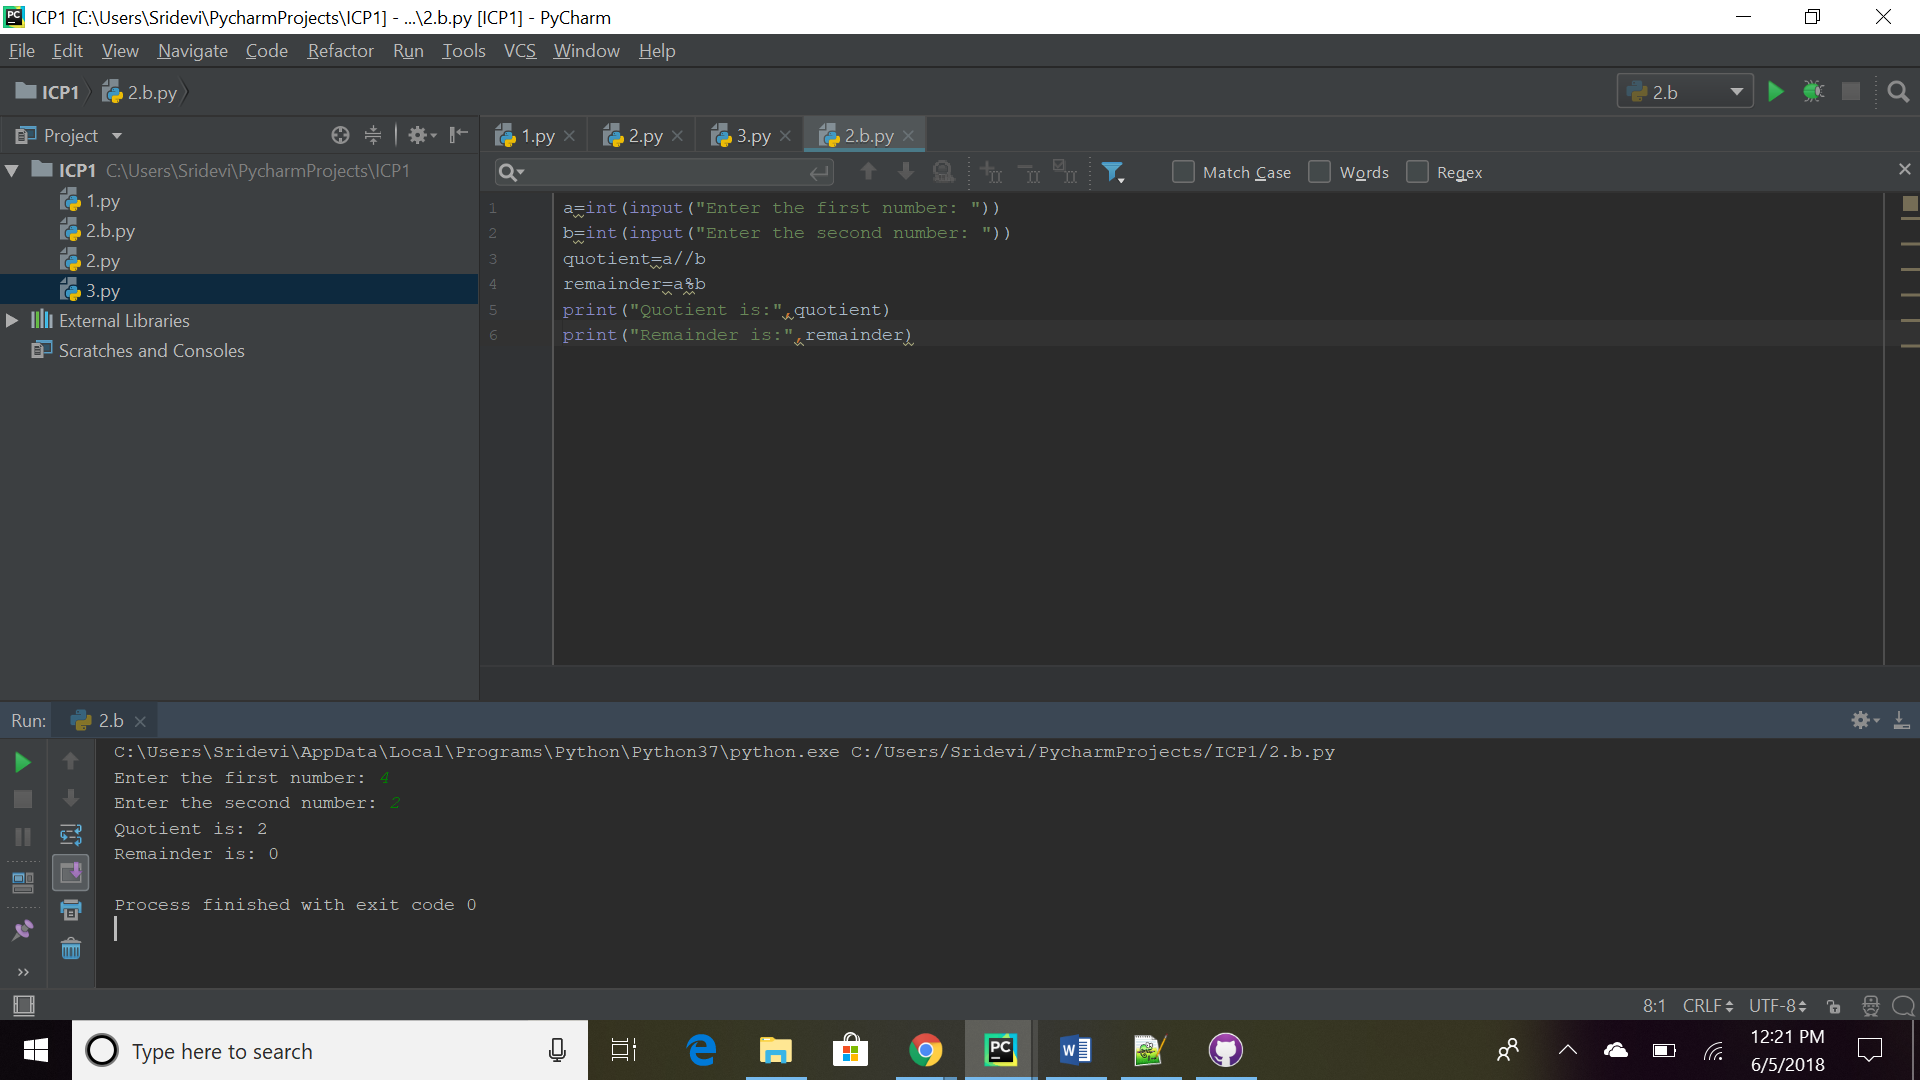 ICP1 [C:\Users\Sridevi\PycharmProjects\ICP1] - ...\2.b.py [ICP1] - PyCharm
File Edit View Navigate Code Refactor Run Tools VCS Window Help
ICP1 2.b.py 2.b
Project 1.py 2.py 3.py 2.b.py
ICP1 C:\Users\Sridevi\PycharmProjects\ICP1
1.py
2.b.py
2.py
3.py
External Libraries
Scratches and Consoles
Match Case Words Regex
1 a=int(input("Enter the first number: "))
2 b=int(input("Enter the second number: "))
3 quotient=a//b
4 remainder=a%b
5 print("Quotient is:",quotient)
6 print("Remainder is:",remainder)
Run: 2.b
C:\Users\Sridevi\AppData\Local\Programs\Python\Python37\python.exe C:/Users/Sridevi/PycharmProjects/ICP1/2.b.py
Enter the first number: 4
Enter the second number: 2
Quotient is: 2
Remainder is: 0
Process finished with exit code 0
8:1 CRLF UTF-8
Type here to search
12:21 PM
6/5/2018